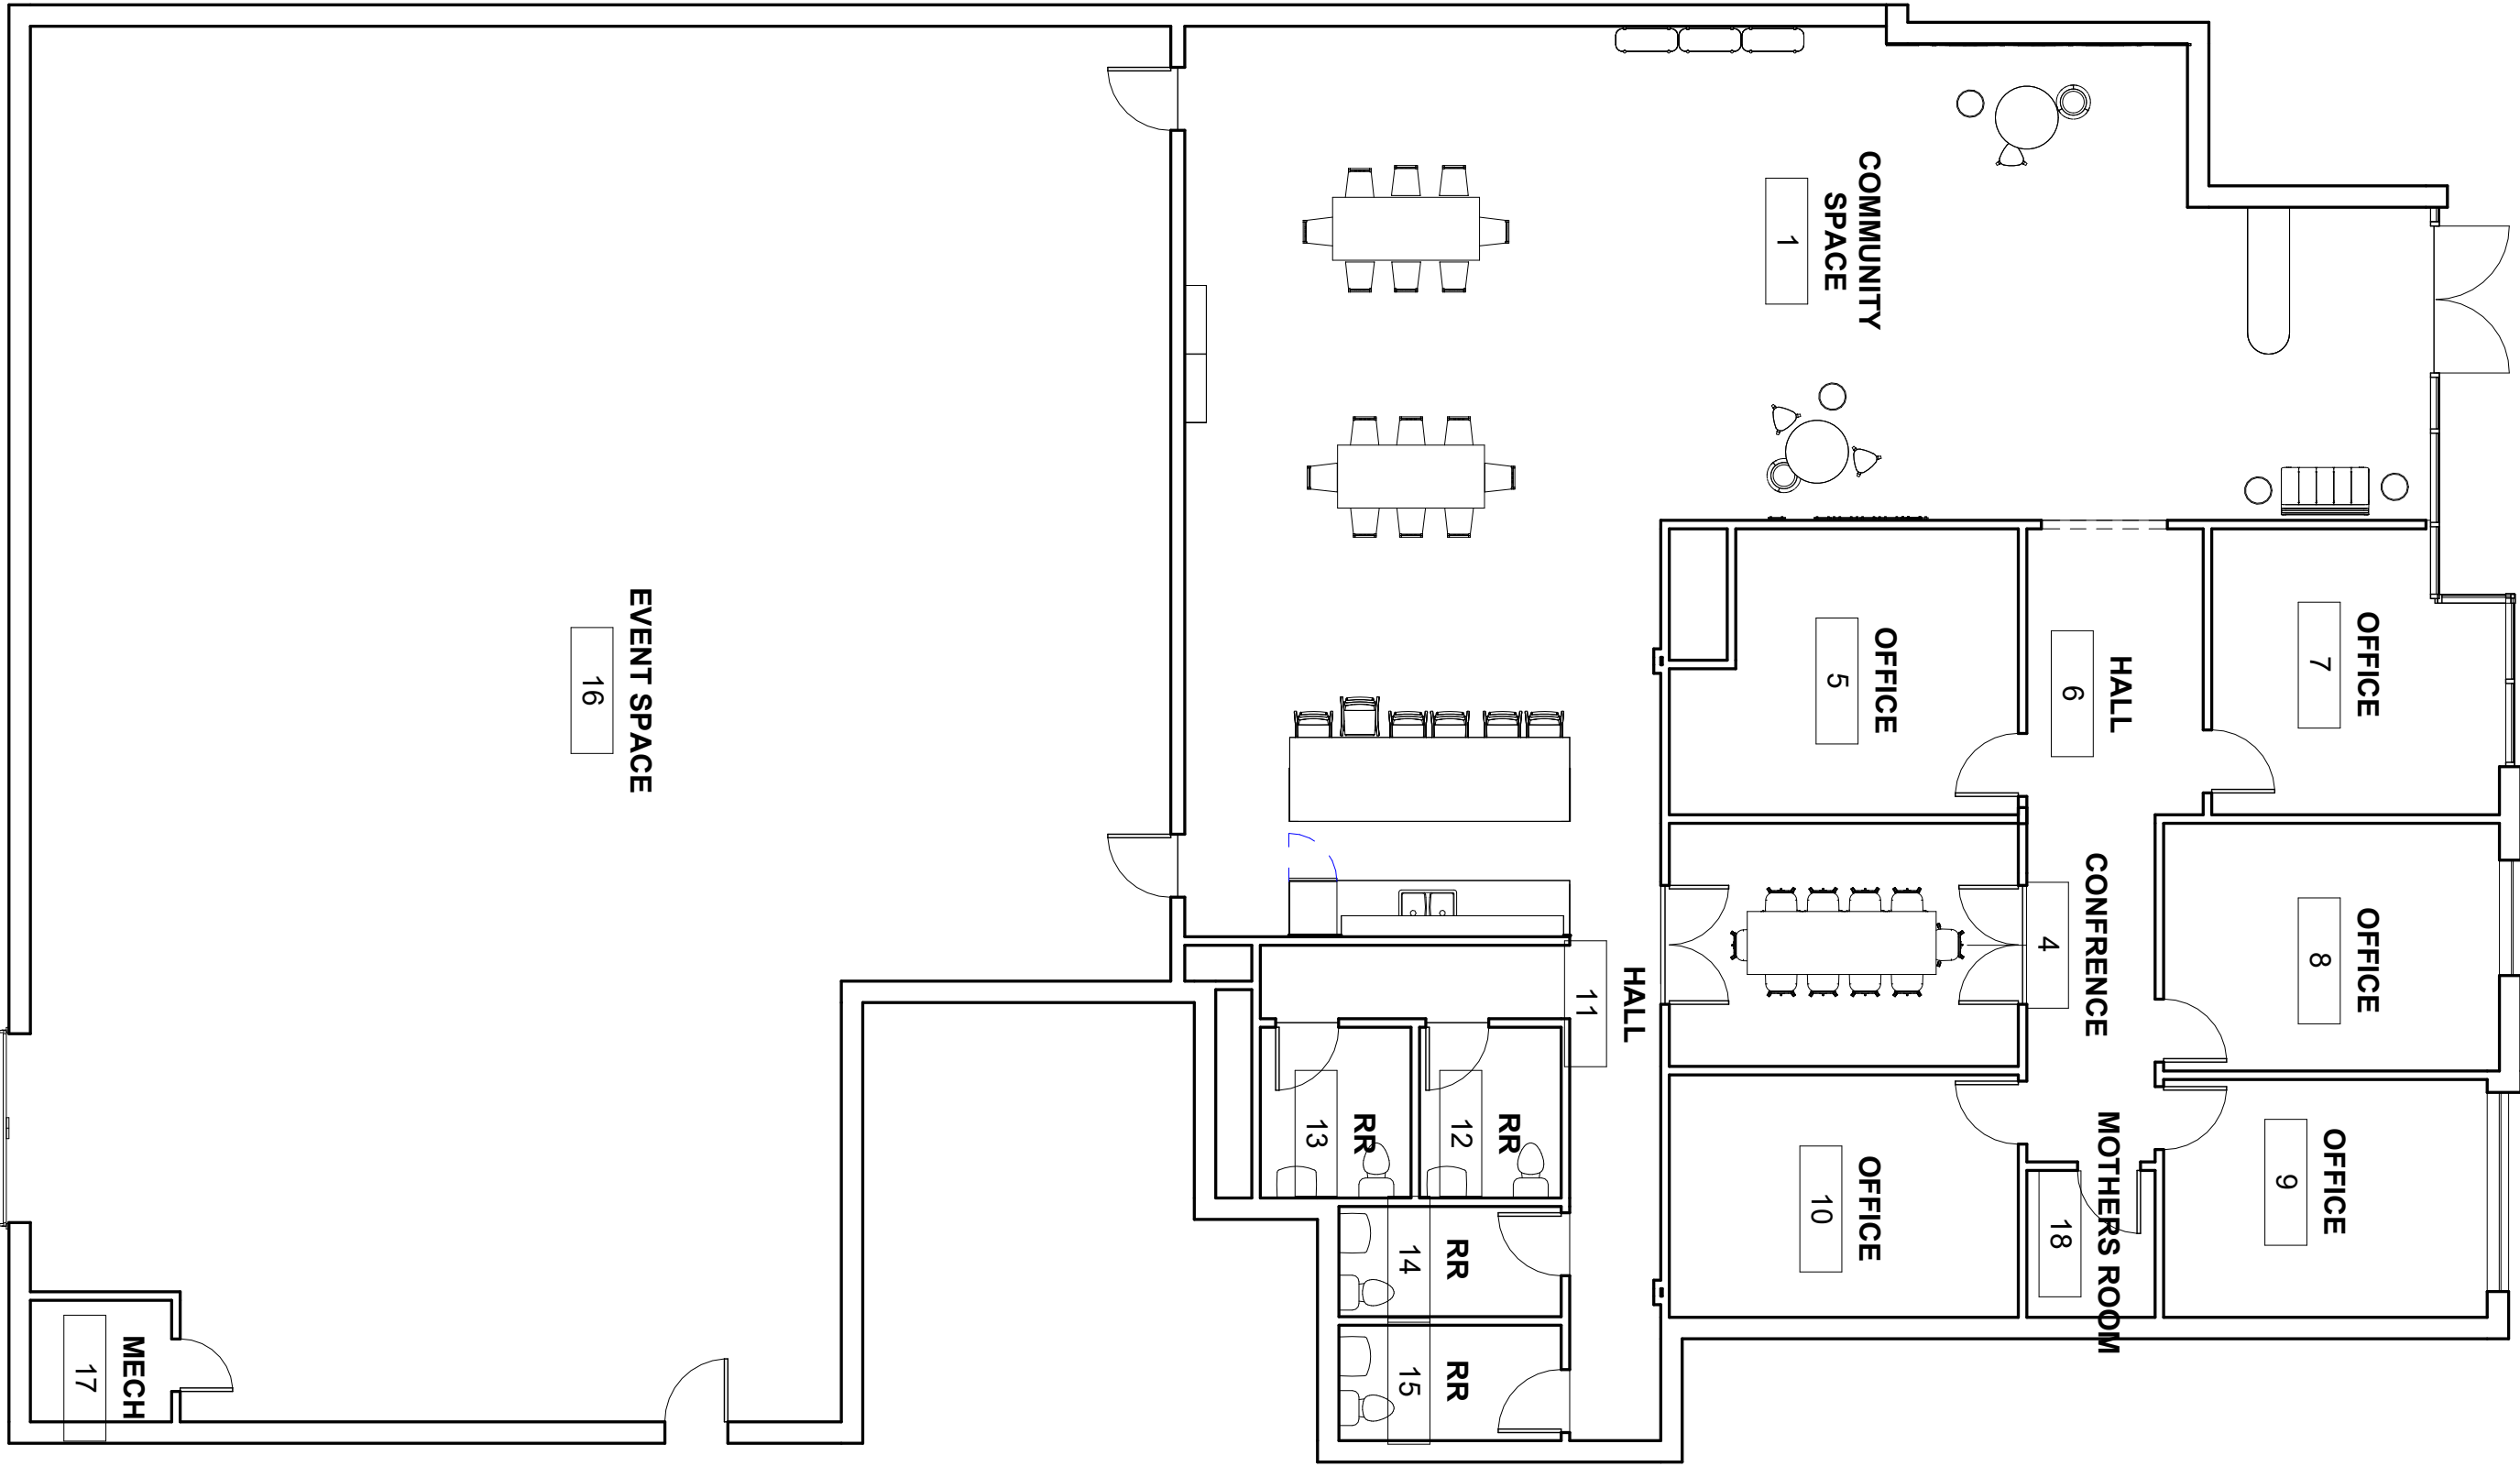 COMMUNITY
SPACE
1
OFFICE
7
HALL
6
OFFICE
5
EVENT SPACE
16
OFFICE
8
CONFRENCE
4
HALL
11
OFFICE
9
MOTHERS ROOM
18
OFFICE
10
RR
12
RR
13
RR
14
RR
15
MECH
17